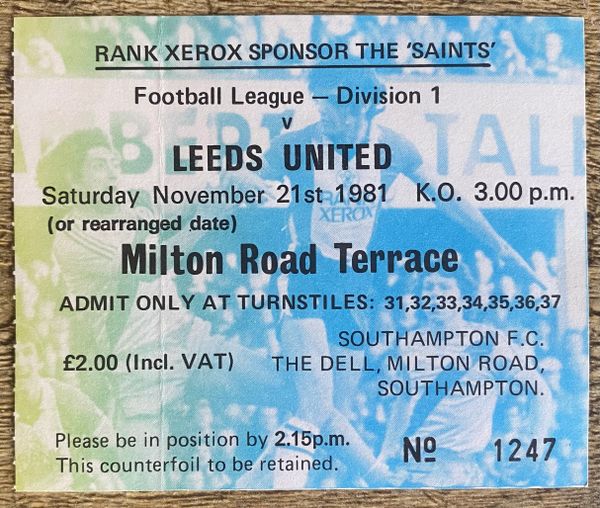 RANK XEROX SPONSOR THE 'SAINTS'
Football League – Division 1
v
LEEDS UNITED
Saturday November 21st 1981 K.O. 3.00 p.m.
(or rearranged date)
Milton Road Terrace
ADMIT ONLY AT TURNSTILES: 31,32,33,34,35,36,37
£2.00 (Incl. VAT)
SOUTHAMPTON F.C.
THE DELL, MILTON ROAD,
SOUTHAMPTON.
Please be in position by 2.15p.m.
This counterfoil to be retained.
Nº 1247
RANK
XEROX